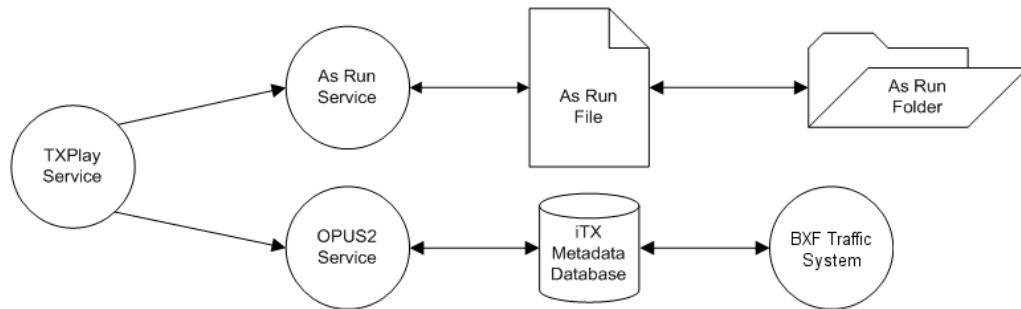 TXPlay
Service
As Run
Service
As Run
File
As Run
Folder
OPUS2
Service
iTX
Metadata
Database
BXF Traffic
System